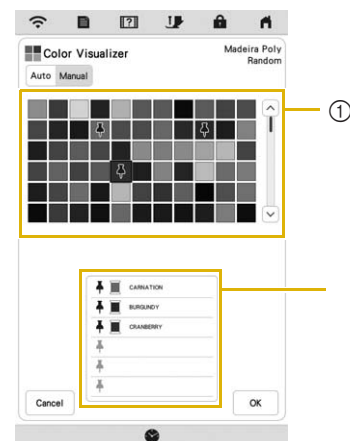 Color Visualizer
Madeira Poly
Random
Auto Manual
①
CARNATION
BURGUNDY
CRANBERRY
Cancel
OK